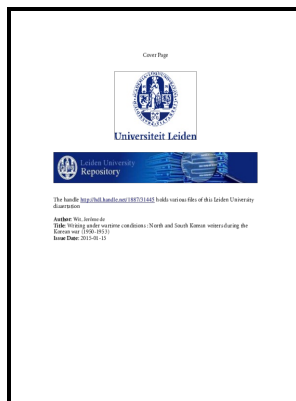 Cover Page
Universiteit Leiden
Leiden University
Repository
The handle http://hdl.handle.net/1887/31445 holds various files of this Leiden University
dissertation
Author: Wit, Jerôme de
Title: Writing under wartime conditions : North and South Korean writers during the
Korean war (1950-1953)
Issue Date: 2015-01-15